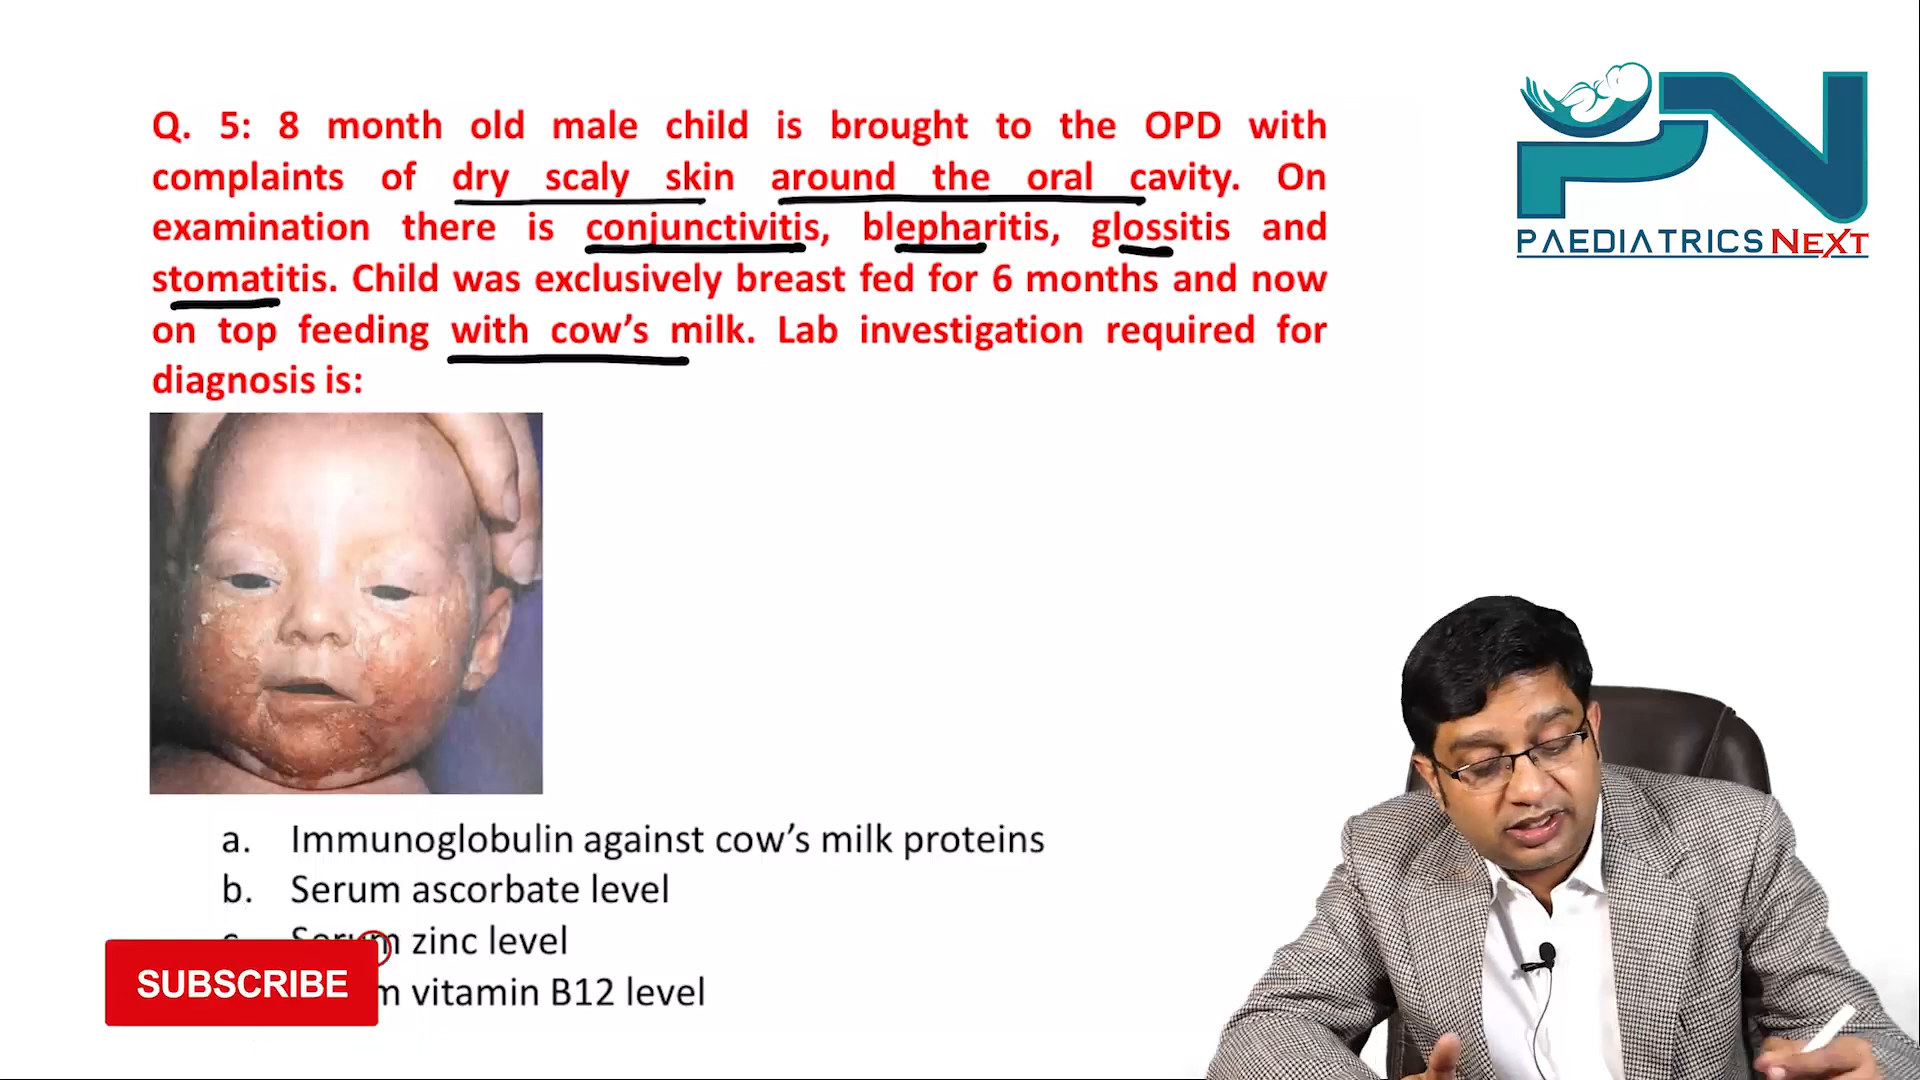 Q. 5: 8 month old male child is brought to the OPD with
complaints of dry scaly skin around the oral cavity. On
examination there is conjunctivitis, blepharitis, glossitis and
stomatitis. Child was exclusively breast fed for 6 months and now
on top feeding with cow’s milk. Lab investigation required for
diagnosis is:
PN
PAEDIATRICS NEXT
a. Immunoglobulin against cow’s milk proteins
b. Serum ascorbate level
c. Serum zinc level
vitamin B12 level
SUBSCRIBE